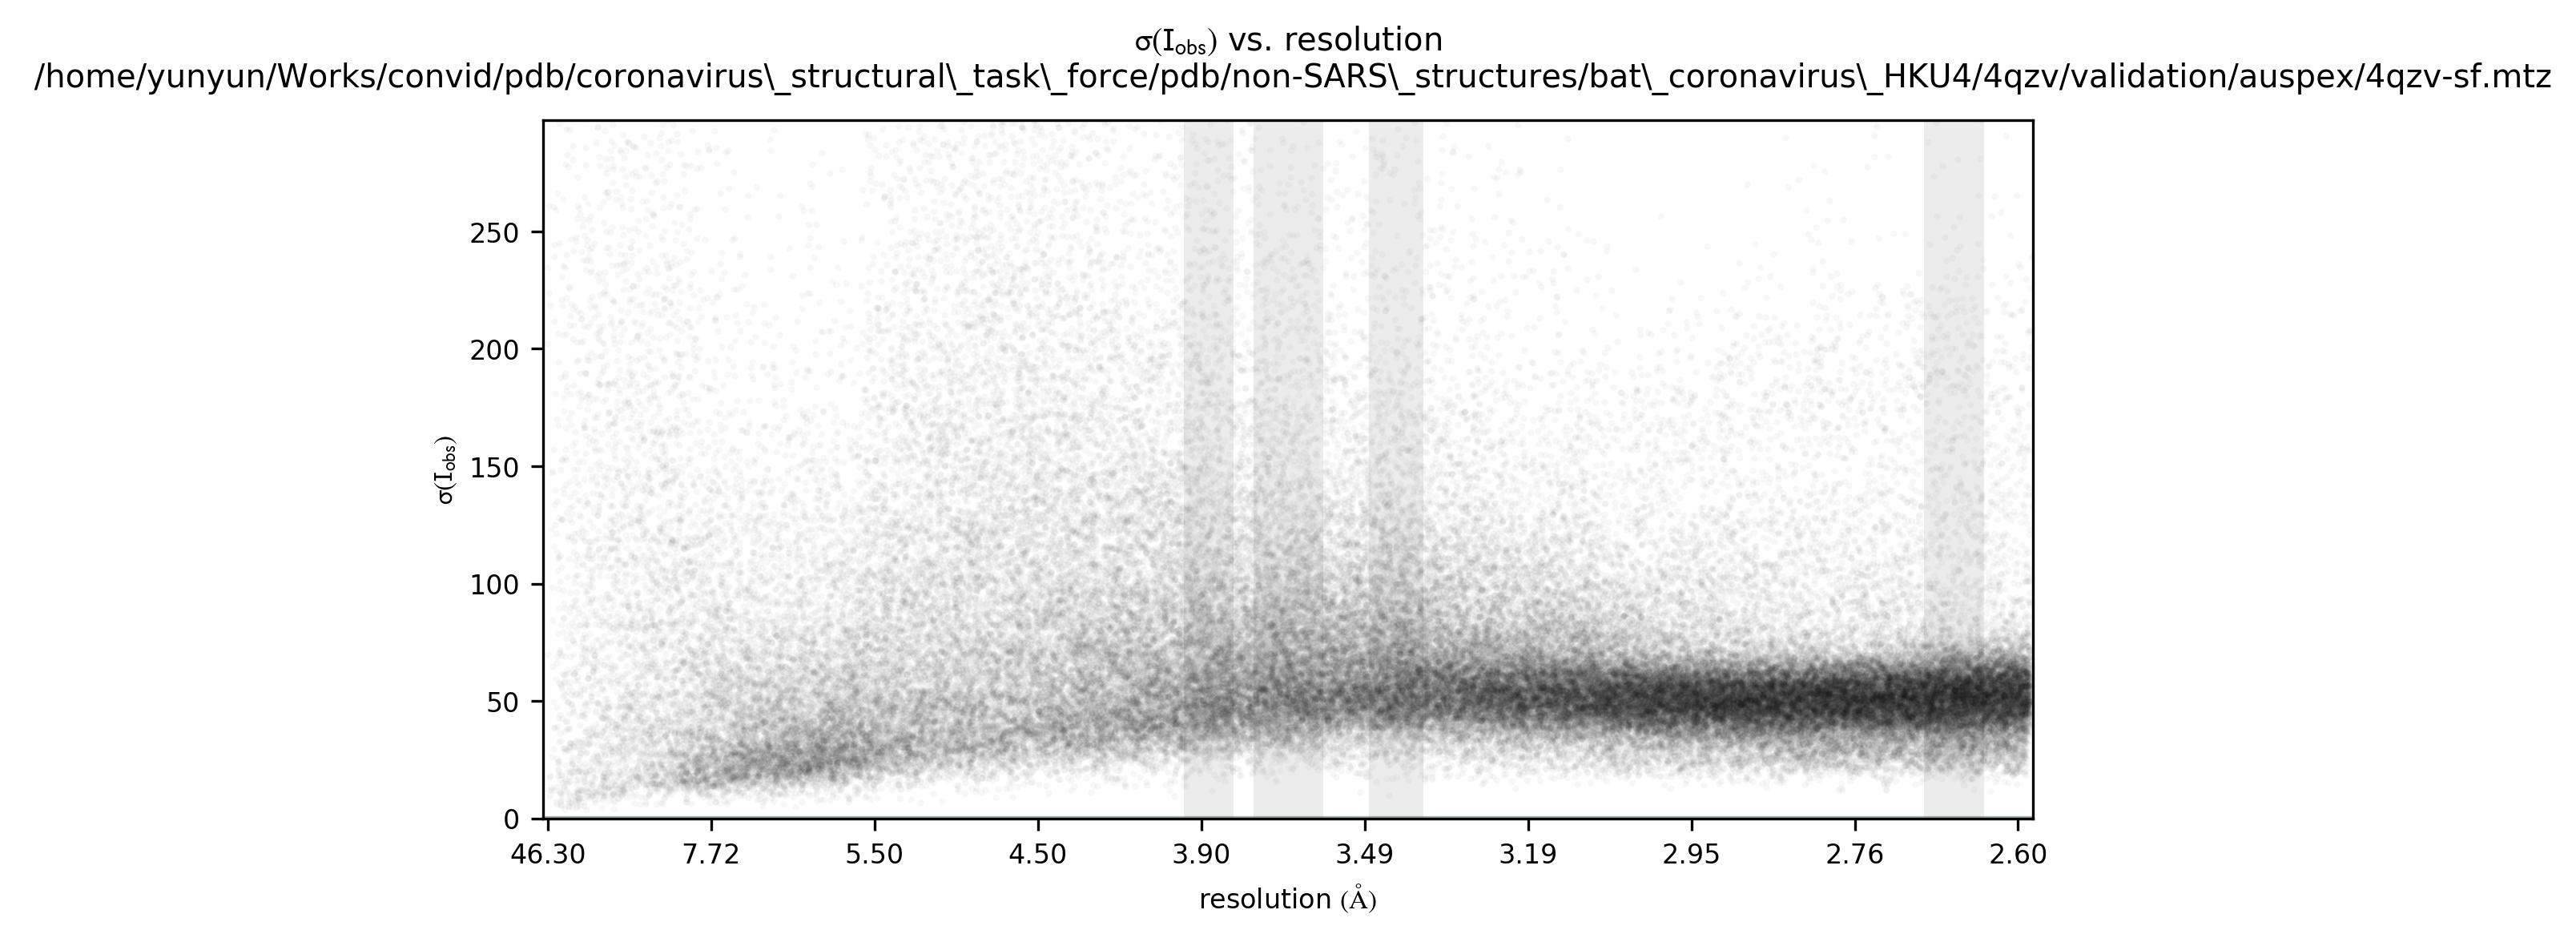 σ(Iobs) vs. resolution
/home/yunyun/Works/convid/pdb/coronavirus\_structural\_task\_force/pdb/non-SARS\_structures/bat\_coronavirus\_HKU4/4qzv/validation/auspex/4qzv-sf.mtz
σ(Iobs)
250
200
150
100
50
0
46.30 7.72 5.50 4.50 3.90 3.49 3.19 2.95 2.76 2.60
resolution (Å)